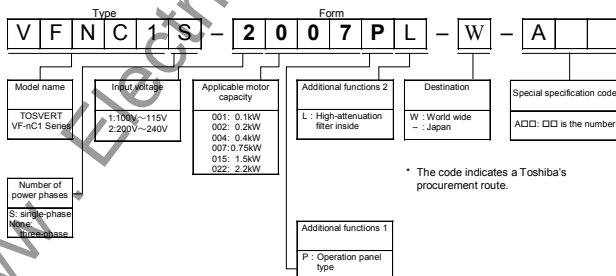 Type
Form
V F N C 1 S – 2 0 0 7 P L – W – A
Model name
TOSVERT
VF-nC1 Series
Input voltage
1:100V～115V
2:200V～240V
Applicable motor
capacity
001: 0.1kW
002: 0.2kW
004: 0.4kW
007:0.75kW
015: 1.5kW
022: 2.2kW
Additional functions 2
L : High-attenuation
filter inside
Destination
W : World wide
– : Japan
Special specification code
A□□: □□ is the number
* The code indicates a Toshiba's
procurement route.
Number of
power phases
S: single-phase
None:
three-phase
Additional functions 1
P : Operation panel
type
www.Electr